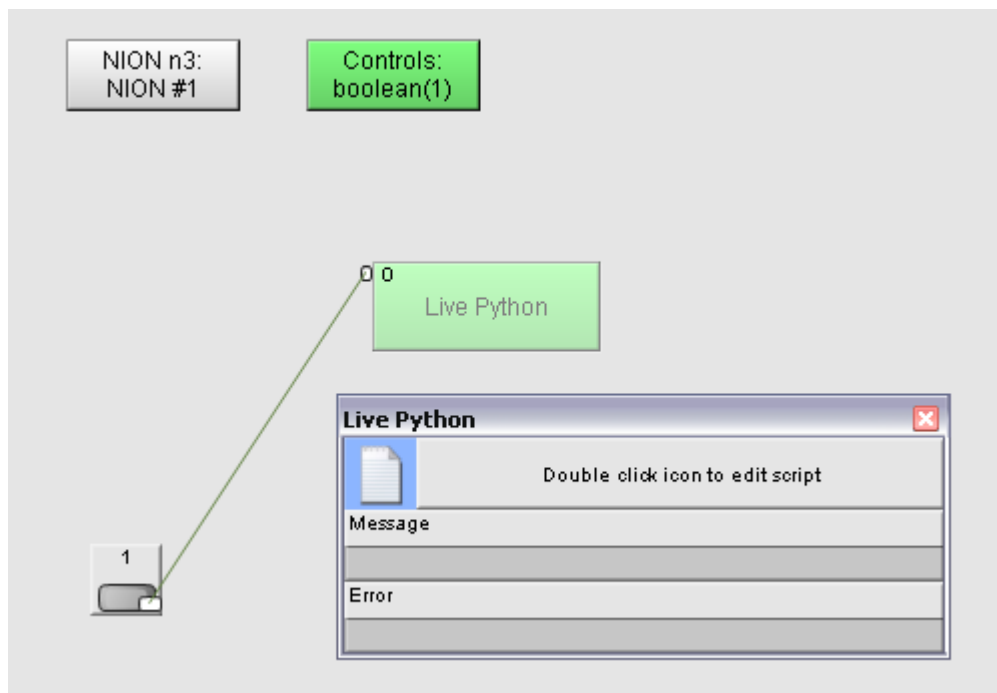 NION n3:
NION #1
Controls:
boolean(1)
0 0
Live Python
Live Python
Double click icon to edit script
Message
1
Error